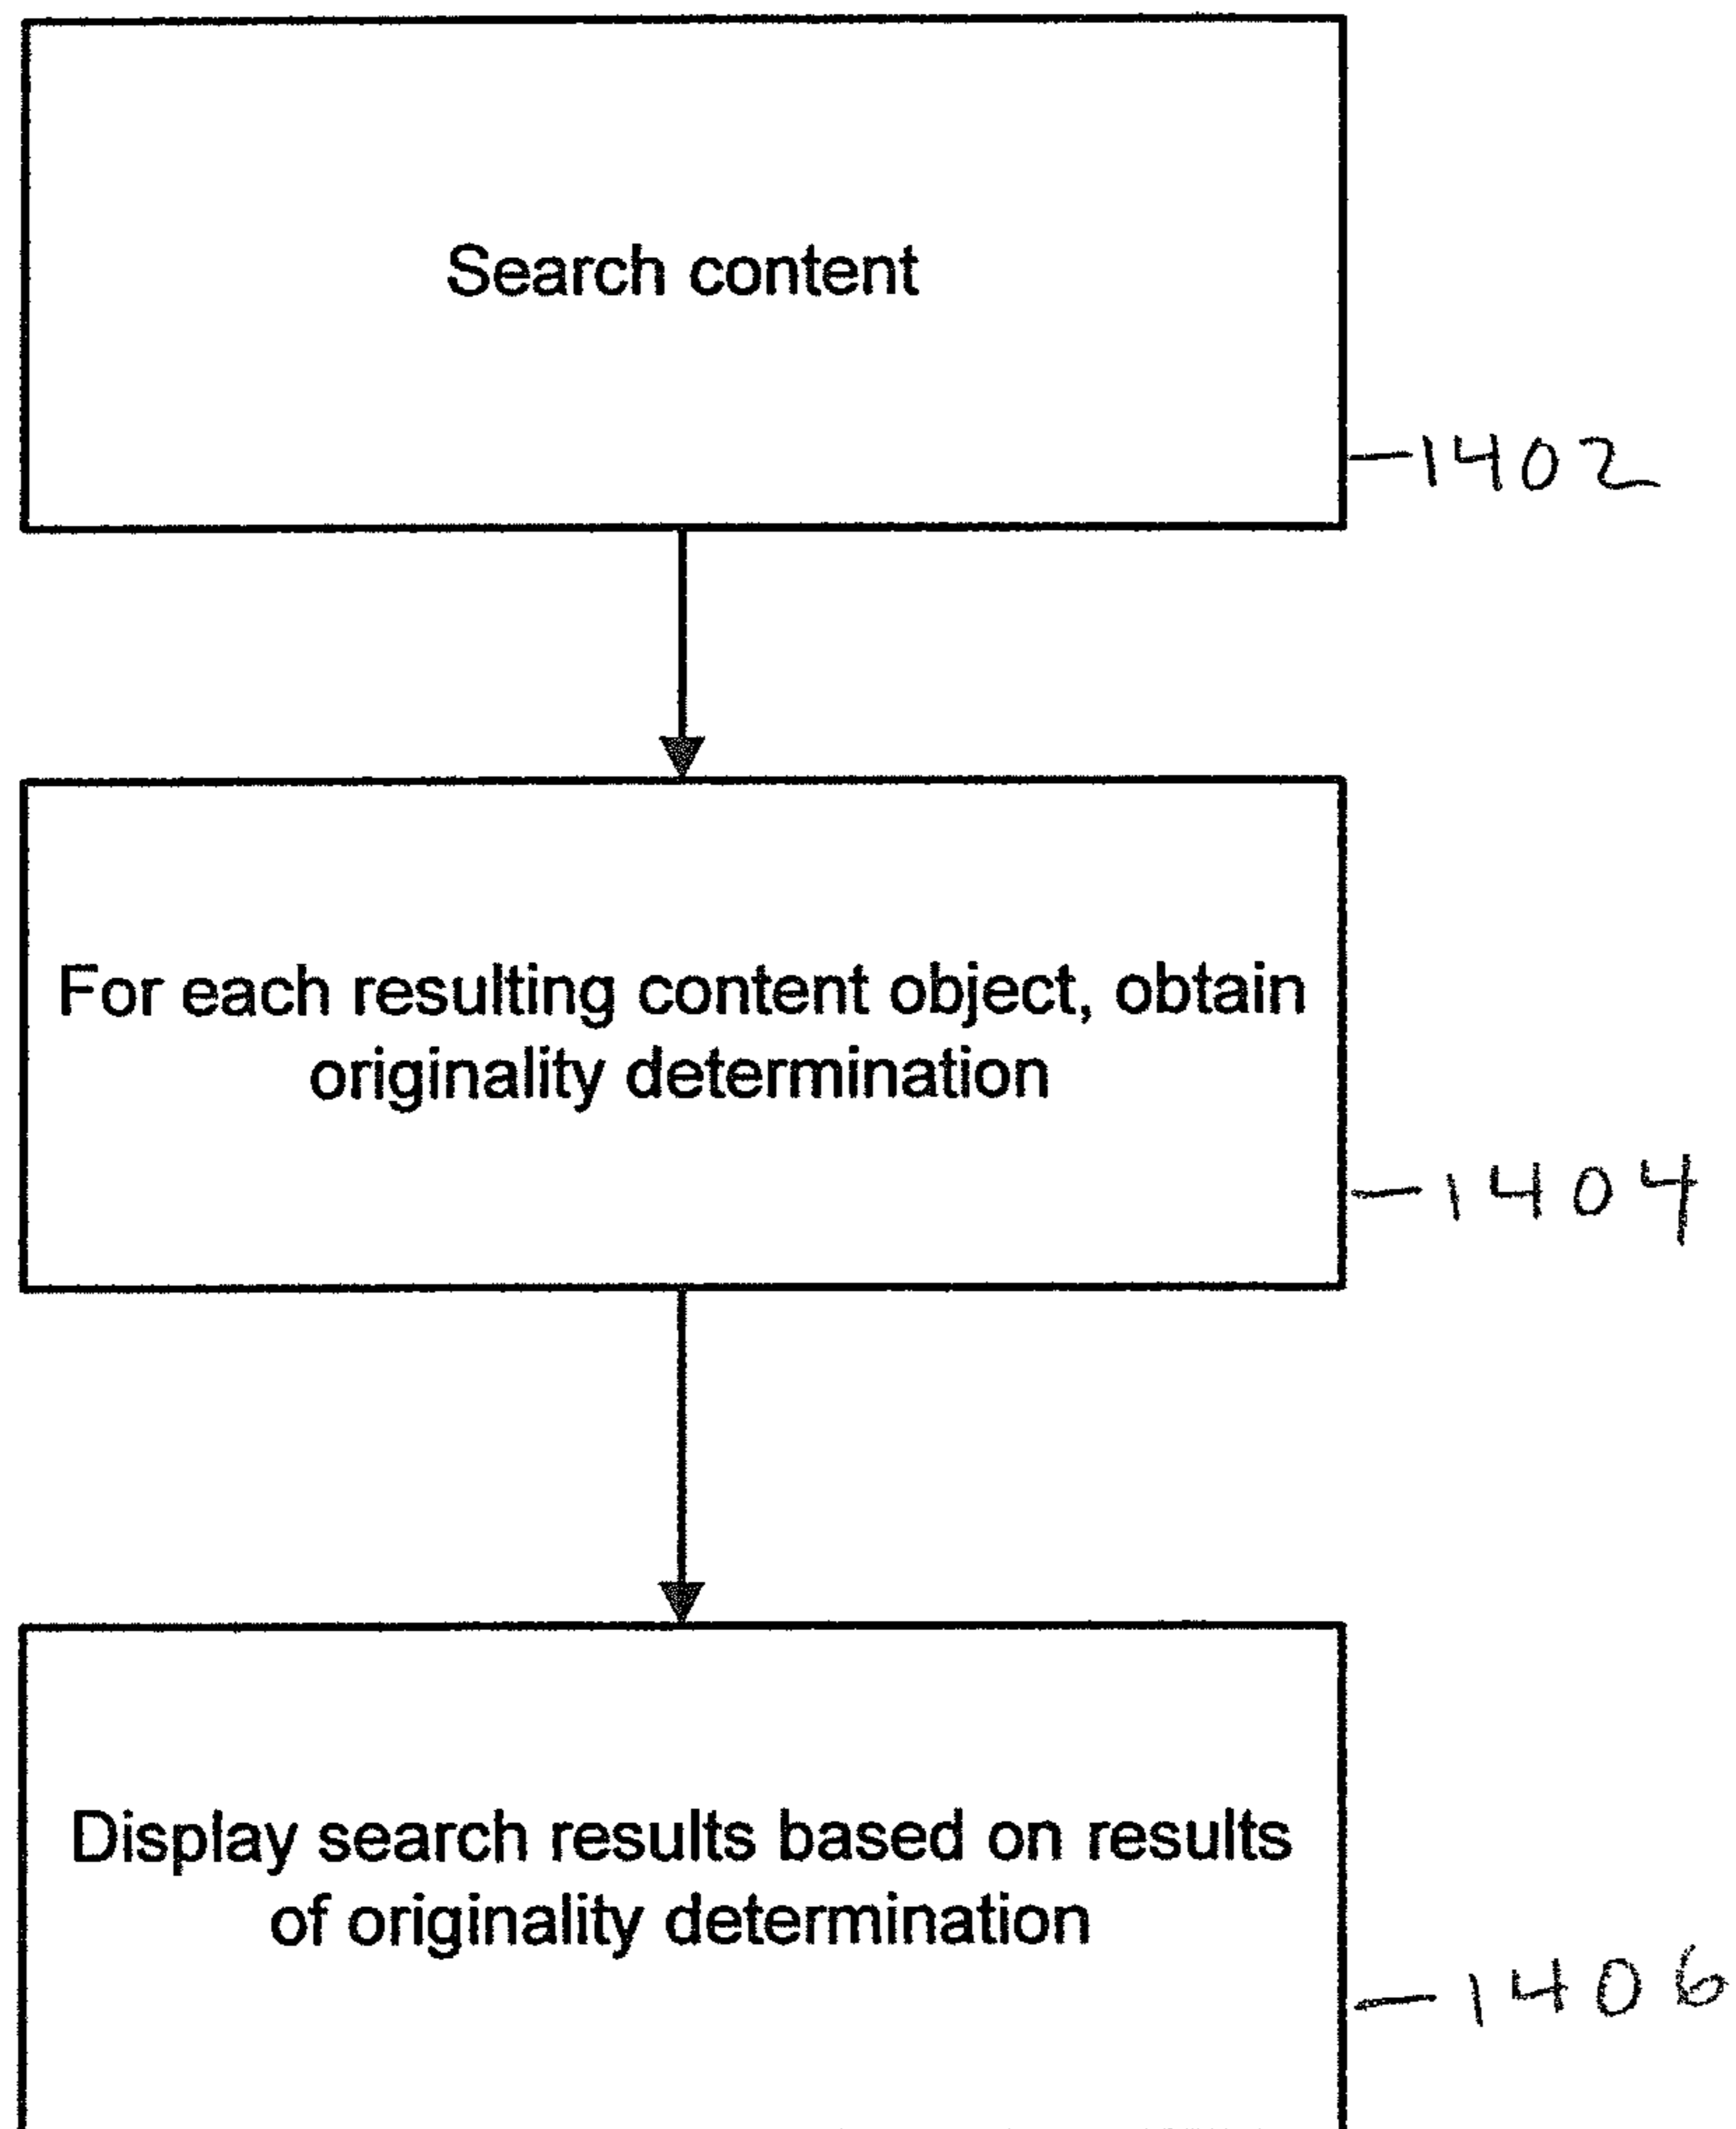 Search content
1402
For each resulting content object, obtain
originality determination
1404
Display search results based on results
of originality determination
1406